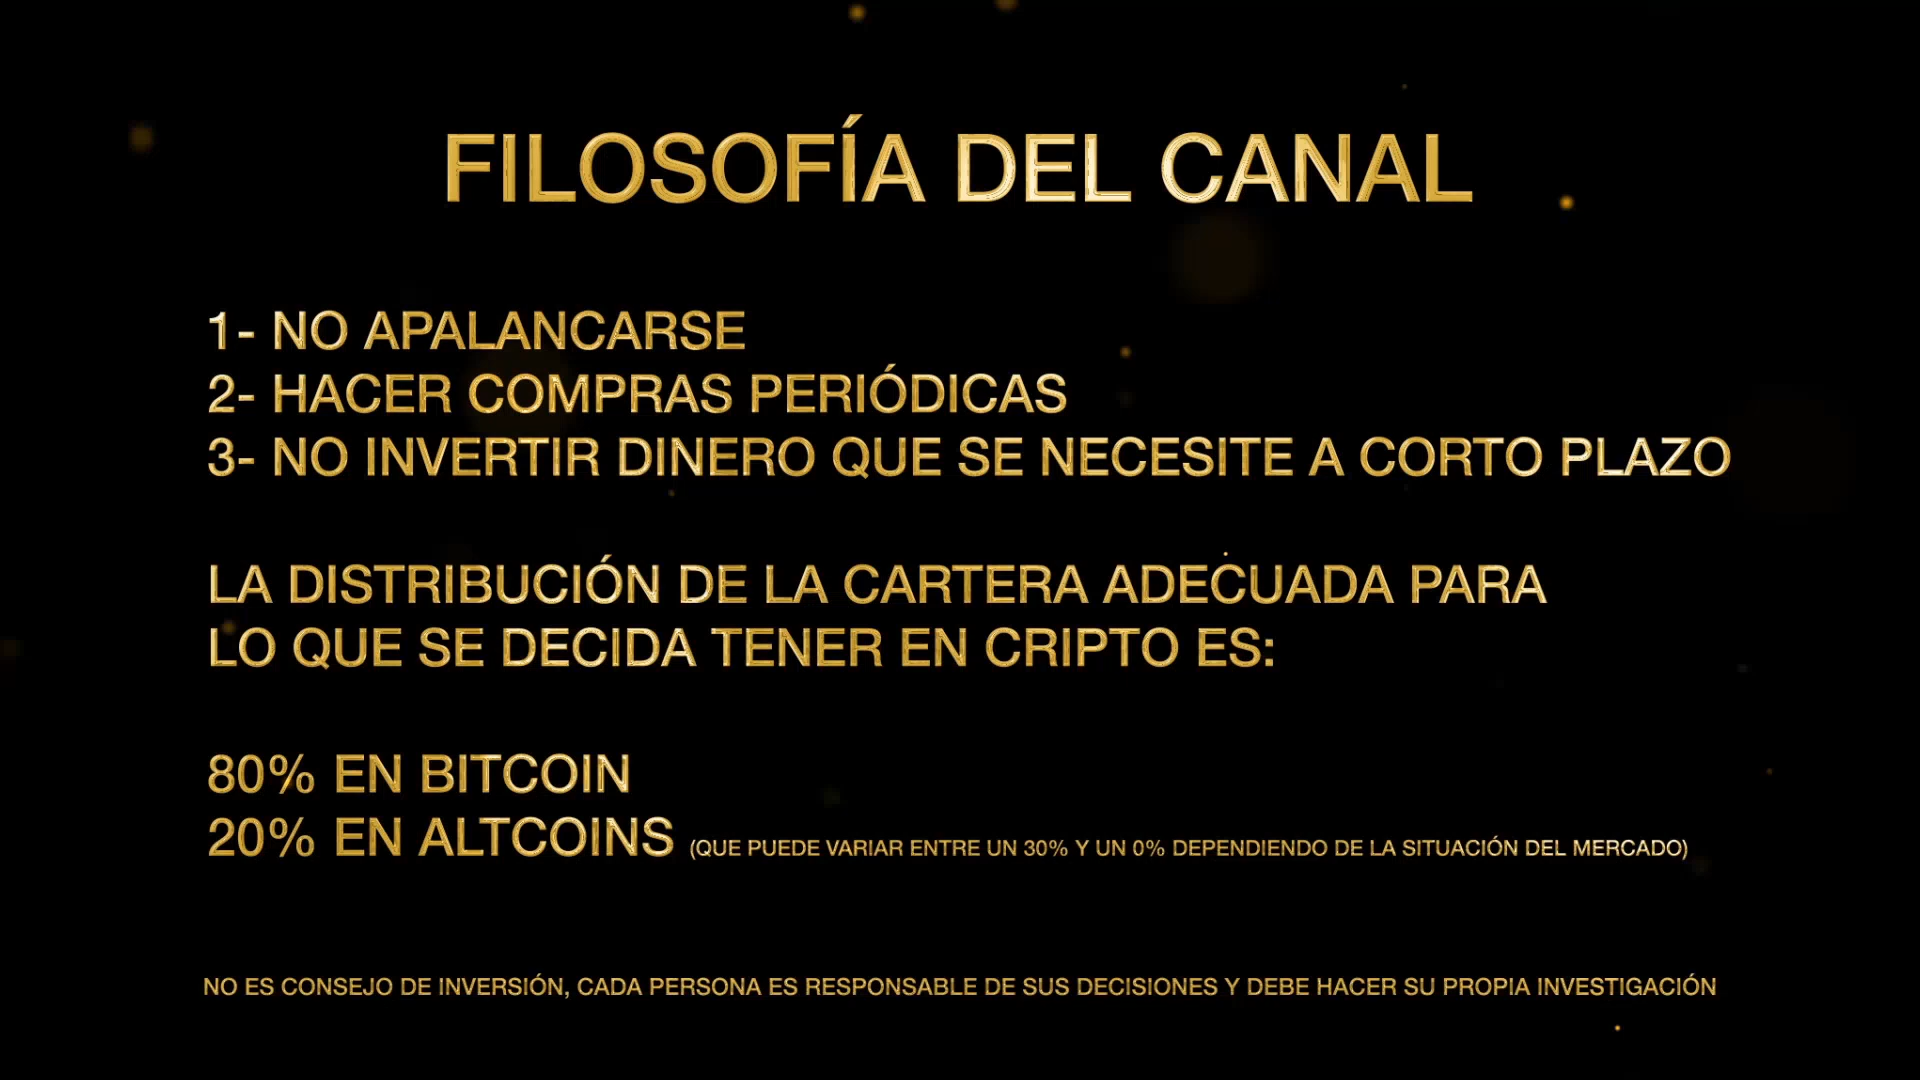 FILOSOFÍA DEL CANAL
1- NO APALANCARSE
2- HACER COMPRAS PERIÓDICAS
3- NO INVERTIR DINERO QUE SE NECESITE A CORTO PLAZO
LA DISTRIBUCIÓN DE LA CARTERA ADECUADA PARA
LO QUE SE DECIDA TENER EN CRIPTO ES:
80% EN BITCOIN
20% EN ALTCOINS (QUE PUEDE VARIAR ENTRE UN 30% Y UN 0% DEPENDIENDO DE LA SITUACIÓN DEL MERCADO)
NO ES CONSEJO DE INVERSIÓN, CADA PERSONA ES RESPONSABLE DE SUS DECISIONES Y DEBE HACER SU PROPIA INVESTIGACIÓN